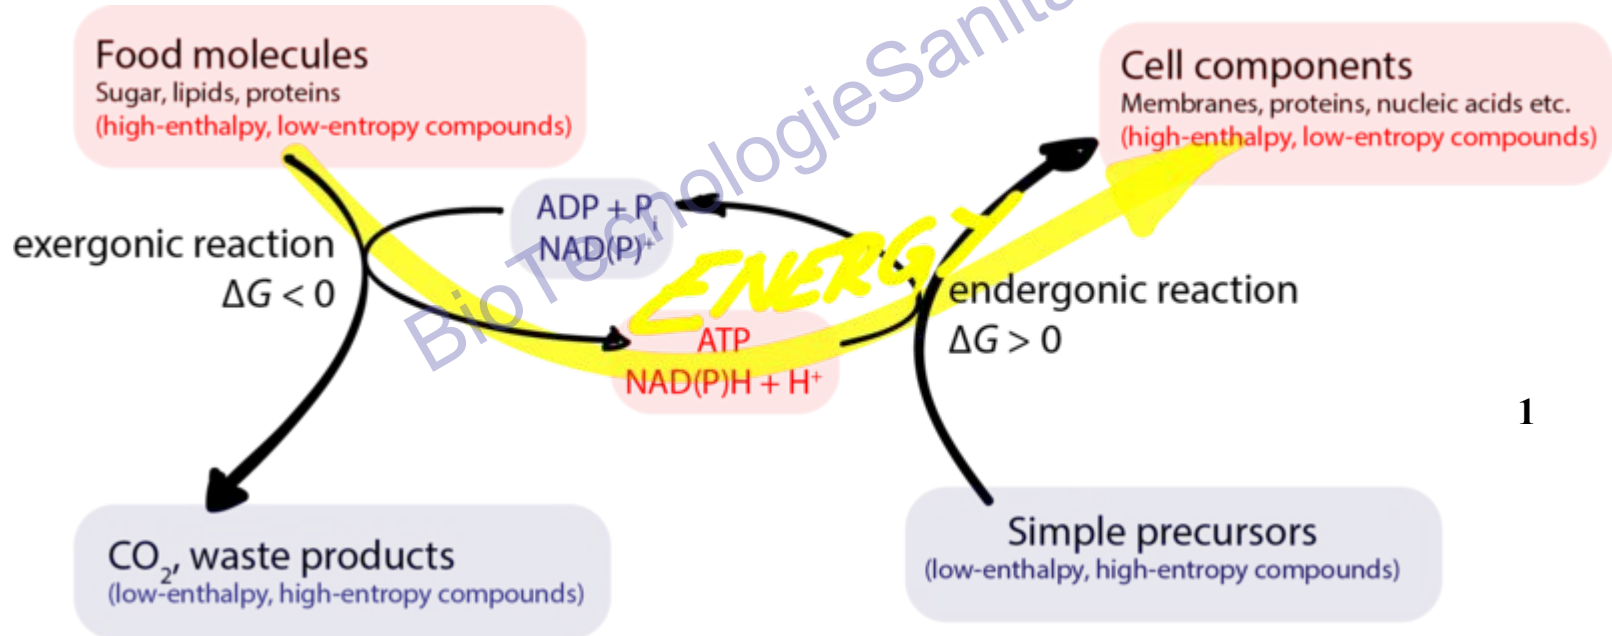 Food molecules
Sugar, lipids, proteins
(high-enthalpy, low-entropy compounds)
Cell components
Membranes, proteins, nucleic acids etc.
(high-enthalpy, low-entropy compounds)
ADP + Pi
NAD(P)⁺
exergonic reaction
ΔG < 0
ENERGY
ATP
NAD(P)H + H⁺
endergonic reaction
ΔG > 0
1
CO₂, waste products
(low-enthalpy, high-entropy compounds)
Simple precursors
(low-enthalpy, high-entropy compounds)
BioTecnologieSanita